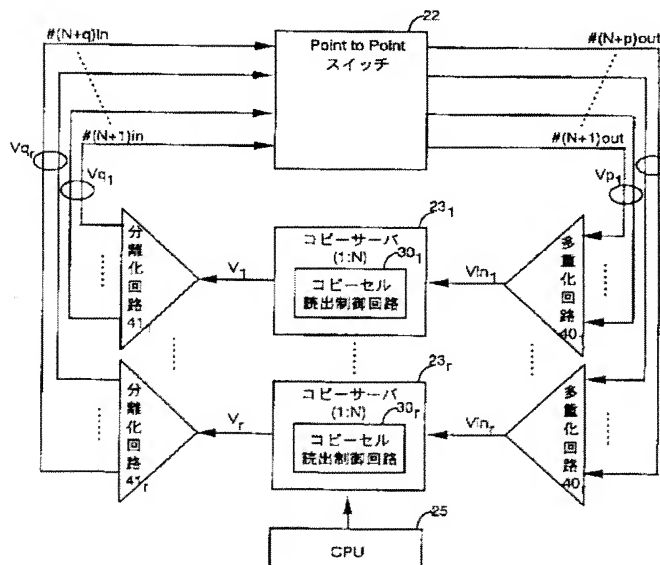 22
#(N+q)in
Point to Point
スイッチ
#(N+p)out
#(N+1)in
#(N+1)out
Vqr
Vq1
Vp1
23₁
コピーサーバ
(1:N)
30₁
コピーセル
読出制御回路
V₁
Vin₁
分離化回路
41₁
多重化回路
40₁
23r
コピーサーバ
(1:N)
30r
コピーセル
読出制御回路
Vr
Vinr
分離化回路
41r
多重化回路
40r
25
CPU